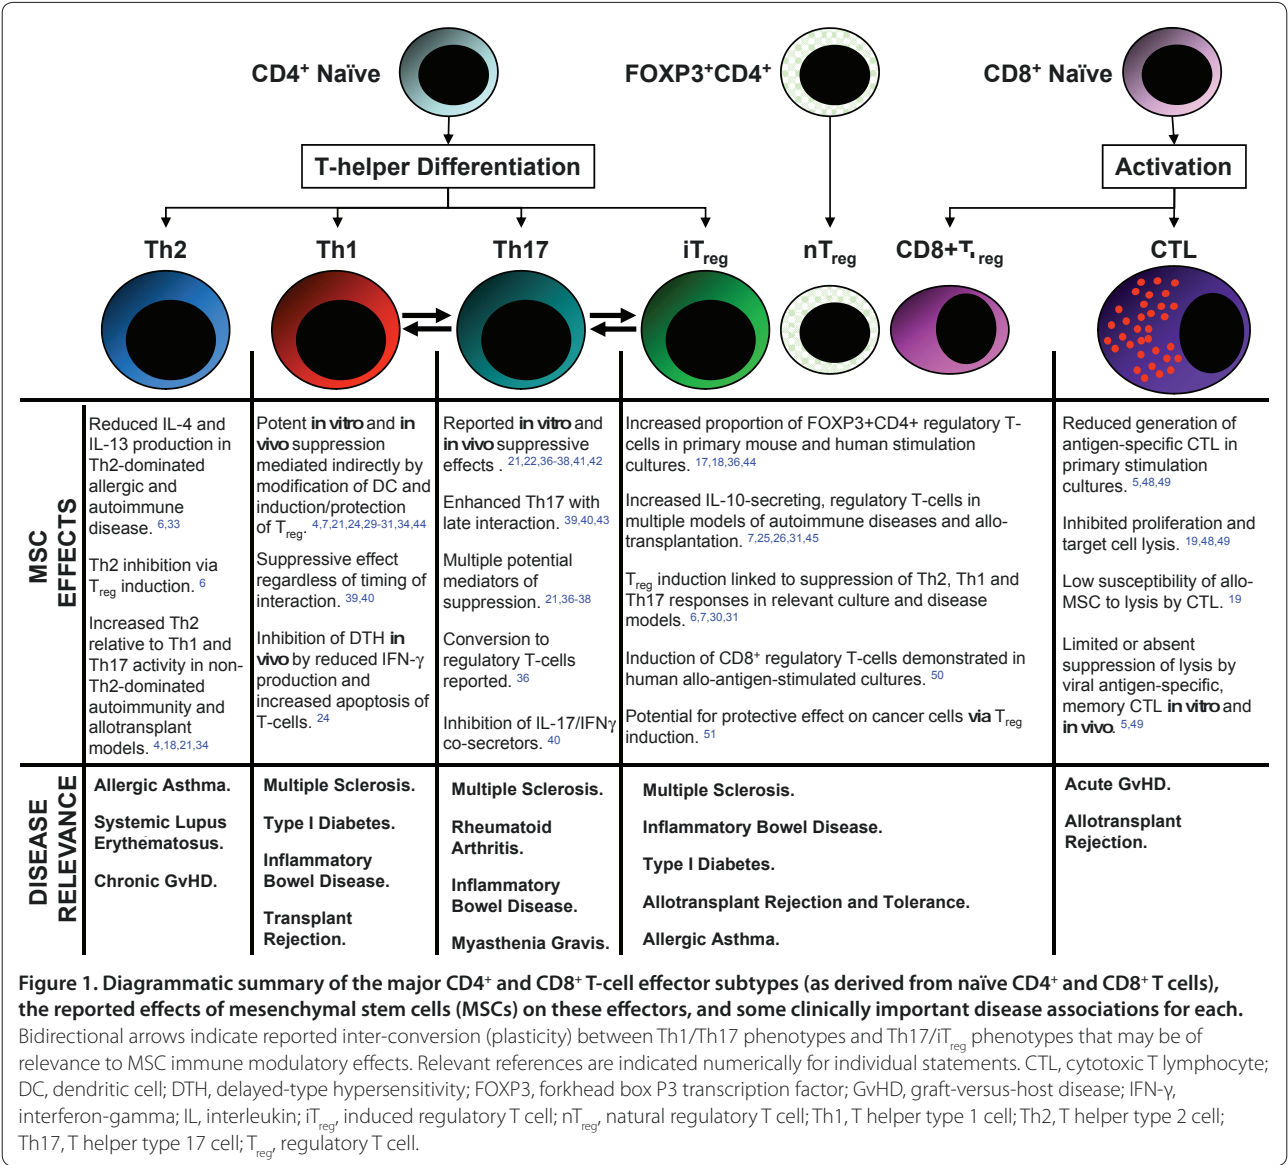 CD4+ Naïve
FOXP3+CD4+
CD8+ Naïve
T-helper Differentiation
Activation
Th2
Th1
Th17
iTreg
nTreg
CD8+Treg
CTL
MSC
EFFECTS
Reduced IL-4 and
IL-13 production in
Th2-dominated
allergic and
autoimmune
disease. 6,33
Th2 inhibition via
Treg induction. 6
Increased Th2
relative to Th1 and
Th17 activity in non-
Th2-dominated
autoimmunity and
allotransplant
models. 4,18,21,34
Potent in vitro and in
vivo suppression
mediated indirectly by
modification of DC and
induction/protection
of Treg. 4,7,21,24,29-31,34,44
Suppressive effect
regardless of timing of
interaction. 39,40
Inhibition of DTH in
vivo by reduced IFN-γ
production and
increased apoptosis of
T-cells. 24
Reported in vitro and
in vivo suppressive
effects . 21,22,36-38,41,42
Enhanced Th17 with
late interaction. 39,40,43
Multiple potential
mediators of
suppression. 21,36-38
Conversion to
regulatory T-cells
reported. 36
Inhibition of IL-17/IFNγ
co-secretors. 40
Increased proportion of FOXP3+CD4+ regulatory T-
cells in primary mouse and human stimulation
cultures. 17,18,36,44
Increased IL-10-secreting, regulatory T-cells in
multiple models of autoimmune diseases and allo-
transplantation. 7,25,26,31,45
Treg induction linked to suppression of Th2, Th1 and
Th17 responses in relevant culture and disease
models. 6,7,30,31
Induction of CD8+ regulatory T-cells demonstrated in
human allo-antigen-stimulated cultures. 50
Potential for protective effect on cancer cells via Treg
induction. 51
Reduced generation of
antigen-specific CTL in
primary stimulation
cultures. 5,48,49
Inhibited proliferation and
target cell lysis. 19,48,49
Low susceptibility of allo-
MSC to lysis by CTL. 19
Limited or absent
suppression of lysis by
viral antigen-specific,
memory CTL in vitro and
in vivo. 5,49
DISEASE
RELEVANCE
Allergic Asthma.
Systemic Lupus
Erythematosus.
Chronic GvHD.
Multiple Sclerosis.
Type I Diabetes.
Inflammatory
Bowel Disease.
Transplant
Rejection.
Multiple Sclerosis.
Rheumatoid
Arthritis.
Inflammatory
Bowel Disease.
Myasthenia Gravis.
Multiple Sclerosis.
Inflammatory Bowel Disease.
Type I Diabetes.
Allotransplant Rejection and Tolerance.
Allergic Asthma.
Acute GvHD.
Allotransplant
Rejection.
Figure 1. Diagrammatic summary of the major CD4+ and CD8+ T-cell effector subtypes (as derived from naïve CD4+ and CD8+ T cells),
the reported effects of mesenchymal stem cells (MSCs) on these effectors, and some clinically important disease associations for each.
Bidirectional arrows indicate reported inter-conversion (plasticity) between Th1/Th17 phenotypes and Th17/iTreg phenotypes that may be of
relevance to MSC immune modulatory effects. Relevant references are indicated numerically for individual statements. CTL, cytotoxic T lymphocyte;
DC, dendritic cell; DTH, delayed-type hypersensitivity; FOXP3, forkhead box P3 transcription factor; GvHD, graft-versus-host disease; IFN-γ,
interferon-gamma; IL, interleukin; iTreg, induced regulatory T cell; nTreg, natural regulatory T cell; Th1, T helper type 1 cell; Th2, T helper type 2 cell;
Th17, T helper type 17 cell; Treg, regulatory T cell.